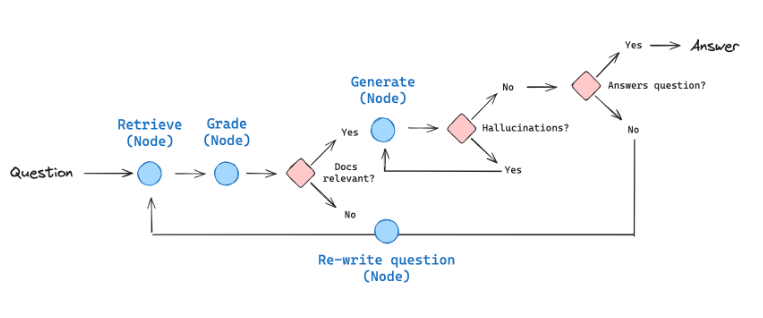 Yes
Answer
Generate
(Node)
No
Answers question?
Retrieve
(Node)
Grade
(Node)
Yes
Hallucinations?
No
Question
Docs
relevant?
Yes
No
Re-write question
(Node)